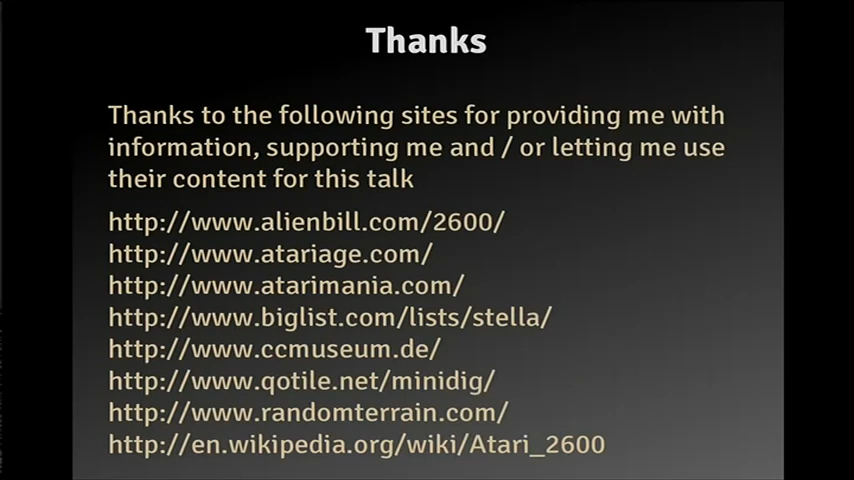 Thanks
Thanks to the following sites for providing me with
information, supporting me and / or letting me use
their content for this talk
http://www.alienbill.com/2600/
http://www.atariage.com/
http://www.atarimania.com/
http://www.biglist.com/lists/stella/
http://www.ccmuseum.de/
http://www.qotile.net/minidig/
http://www.randomterrain.com/
http://en.wikipedia.org/wiki/Atari_2600